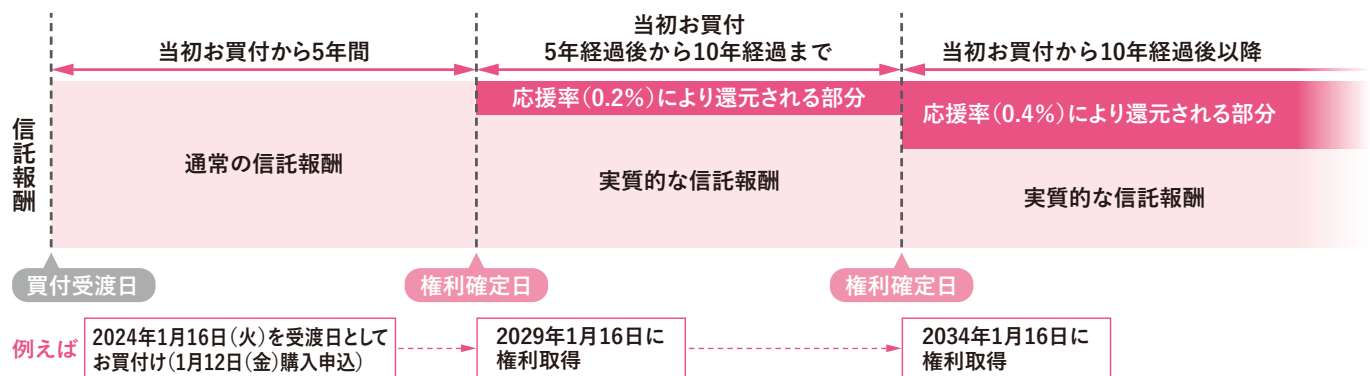 当初お買付から5年間
当初お買付
5年経過後から10年経過まで
当初お買付から10年経過後以降
信託報酬
通常の信託報酬
応援率（0.2%）により還元される部分
実質的な信託報酬
応援率（0.4%）により還元される部分
実質的な信託報酬
買付受渡日
権利確定日
権利確定日
例えば
2024年1月16日（火）を受渡日として
お買付け（1月12日（金）購入申込）
2029年1月16日に
権利取得
2034年1月16日に
権利取得